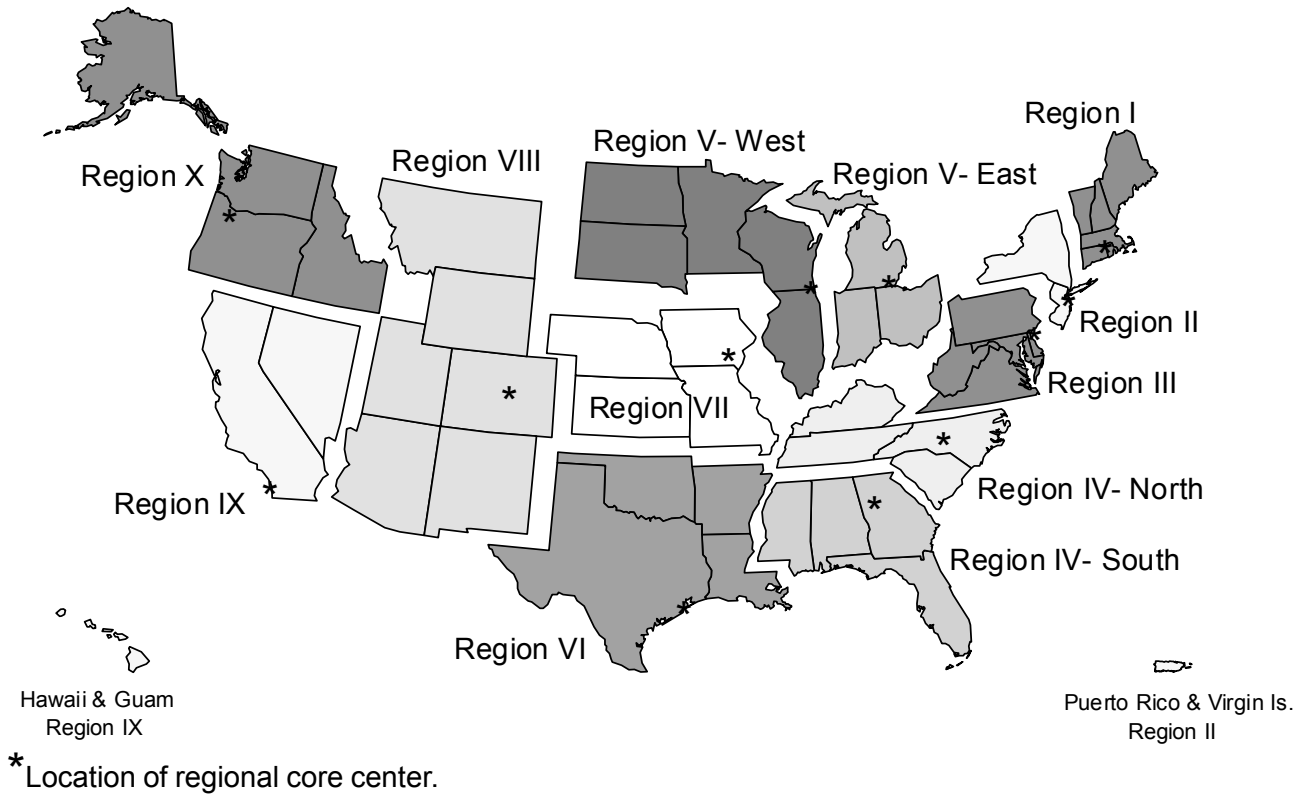 Region I
Region V- West
Region VIII
Region V- East
Region X
Region II
Region III
Region VII
Region IX
Region IV- North
Region IV- South
Region VI
Hawaii & Guam
Region IX
Puerto Rico & Virgin Is.
Region II
*Location of regional core center.